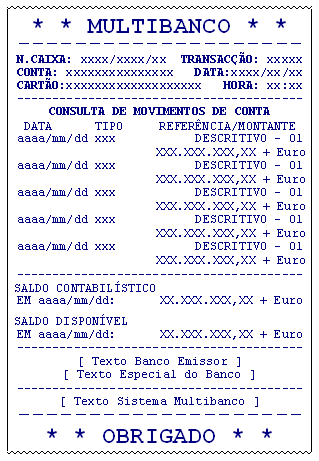 * * MULTIBANCO * *
N.CAIXA: xxxx/xxxx/xx TRANSACÇÃO: xxxxx
CONTA: xxxxxxxxxxxxxxx DATA:xxxx/xx/xx
CARTÃO:xxxxxxxxxxxxxxxxxxx HORA: xx:xx
CONSULTA DE MOVIMENTOS DE CONTA
DATA TIPO REFERÊNCIA/MONTANTE
aaaa/mm/dd xxx DESCRITIVO - 01
XXX.XXX.XXX,XX + Euro
aaaa/mm/dd xxx DESCRITIVO - 01
XXX.XXX.XXX,XX + Euro
aaaa/mm/dd xxx DESCRITIVO - 01
XXX.XXX.XXX,XX + Euro
aaaa/mm/dd xxx DESCRITIVO - 01
XXX.XXX.XXX,XX + Euro
aaaa/mm/dd xxx DESCRITIVO - 01
XXX.XXX.XXX,XX + Euro
SALDO CONTABILÍSTICO
EM aaaa/mm/dd: XX.XXX.XXX,XX + Euro
SALDO DISPONÍVEL
EM aaaa/mm/dd: XX.XXX.XXX,XX + Euro
[ Texto Banco Emissor ]
[ Texto Especial do Banco ]
[ Texto Sistema Multibanco ]
* * OBRIGADO * *